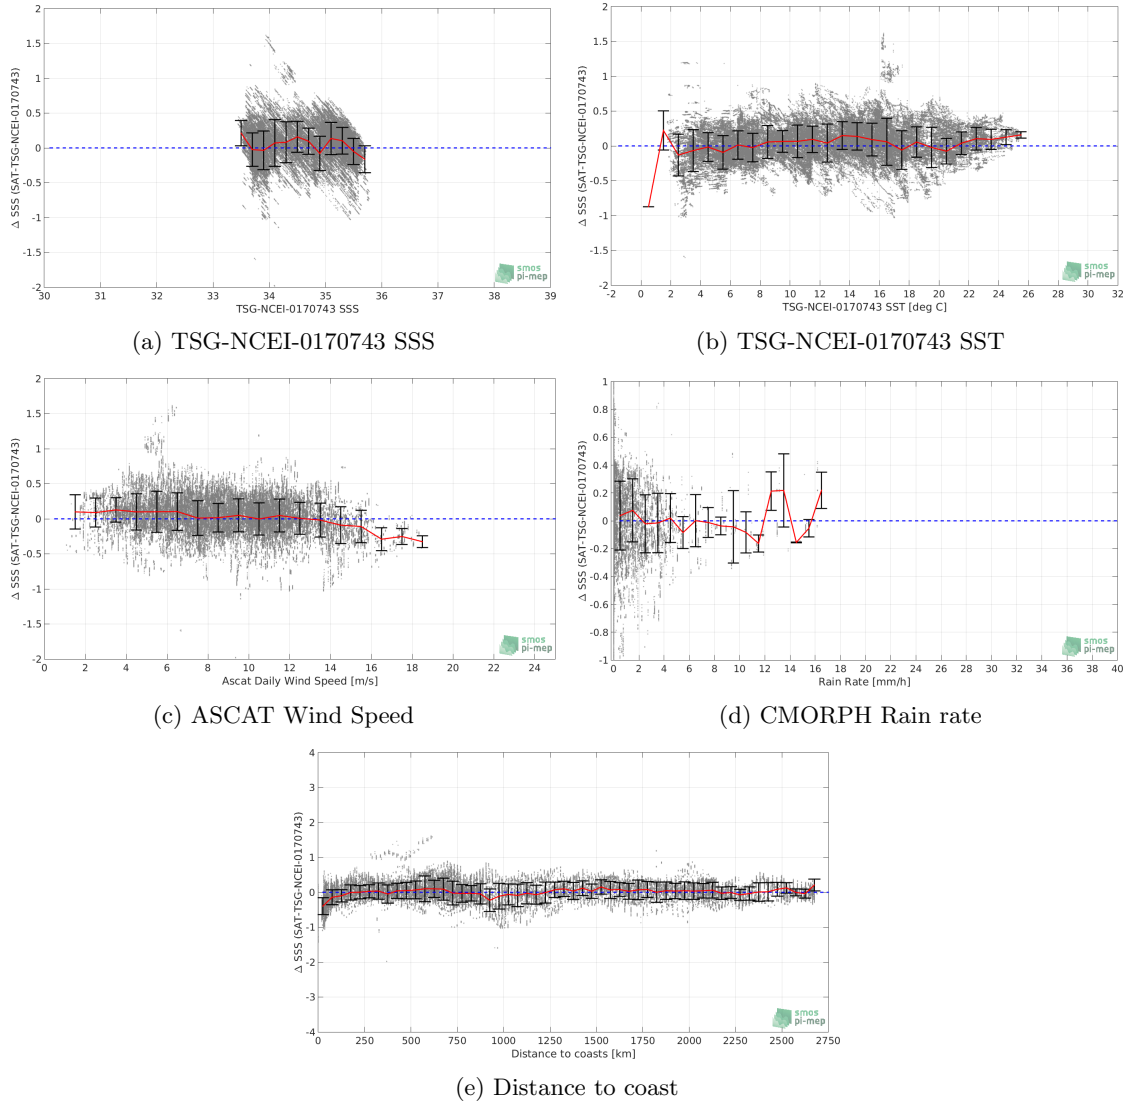 2
1.5
1
0.5
0
-0.5
-1
-1.5
-2
Δ SSS (SAT-TSG-NCEI-0170743)
30 31 32 33 34 35 36 37 38 39
TSG-NCEI-0170743 SSS
smos
pi-mep
(a) TSG-NCEI-0170743 SSS
2
1.5
1
0.5
0
-0.5
-1
-1.5
-2
Δ SSS (SAT-TSG-NCEI-0170743)
-2 0 2 4 6 8 10 12 14 16 18 20 22 24 26 28 30 32
TSG-NCEI-0170743 SST [deg C]
smos
pi-mep
(b) TSG-NCEI-0170743 SST
2
1.5
1
0.5
0
-0.5
-1
-1.5
-2
Δ SSS (SAT-TSG-NCEI-0170743)
0 2 4 6 8 10 12 14 16 18 20 22 24
Ascat Daily Wind Speed [m/s]
smos
pi-mep
(c) ASCAT Wind Speed
1
0.8
0.6
0.4
0.2
0
-0.2
-0.4
-0.6
-0.8
-1
Δ SSS (SAT-TSG-NCEI-0170743)
0 2 4 6 8 10 12 14 16 18 20 22 24 26 28 30 32 34 36 38 40
Rain Rate [mm/h]
smos
pi-mep
(d) CMORPH Rain rate
4
3
2
1
0
-1
-2
-3
-4
Δ SSS (SAT-TSG-NCEI-0170743)
0 250 500 750 1000 1250 1500 1750 2000 2250 2500 2750
Distance to coasts [km]
smos
pi-mep
(e) Distance to coast